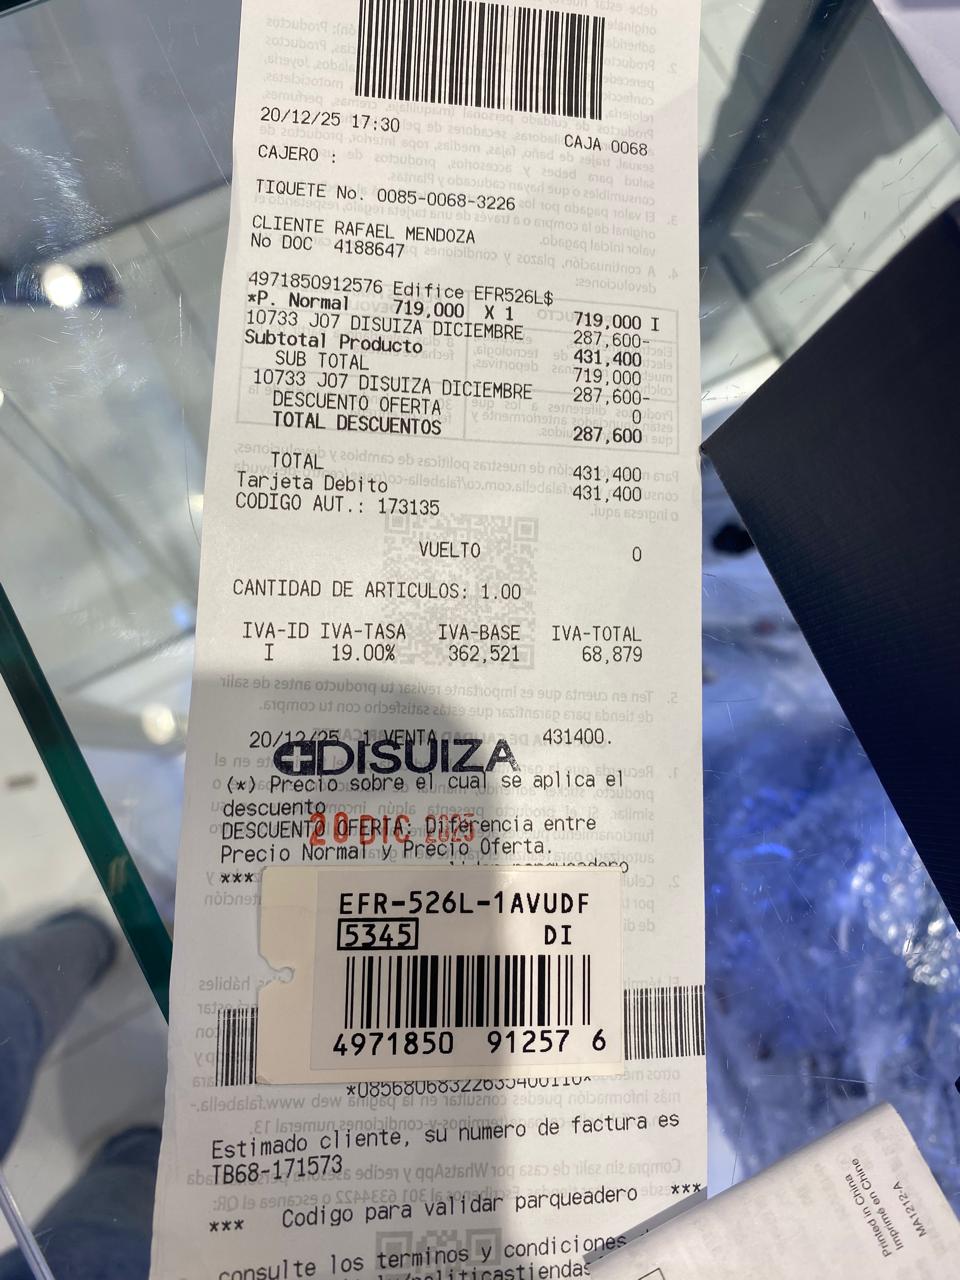 20/12/25 17:30 CAJA 0068
CAJERO :
TIQUETE No. 0085-0068-3226
CLIENTE RAFAEL MENDOZA
No DOC 4188647
4971850912576 Edifice EFR526L$
*P. Normal 719,000 X 1 719,000 I
10733 J07 DISUIZA DICIEMBRE 287,600-
Subtotal Producto 431,400
SUB TOTAL 719,000
10733 J07 DISUIZA DICIEMBRE 287,600-
DESCUENTO OFERTA 0
TOTAL DESCUENTOS 287,600
TOTAL 431,400
Tarjeta Debito 431,400
CODIGO AUT.: 173135
VUELTO 0
CANTIDAD DE ARTICULOS: 1.00
IVA-ID IVA-TASA IVA-BASE IVA-TOTAL
I 19.00% 362,521 68,879
20/12/25 1 VENTA 431400.
DISUIZA
(*) Precio sobre el cual se aplica el
descuento
20 DIC 2025
DESCUENTO OFERTA: Diferencia entre
Precio Normal y Precio Oferta.
***
EFR-526L-1AVUDF
5345 DI
4971850 91257 6
Estimado cliente, su numero de factura es
TB68-171573
*** Codigo para validar parqueadero ***
consulte los terminos y condiciones
Printed in China
Imprimé en Chine
MA1212-A